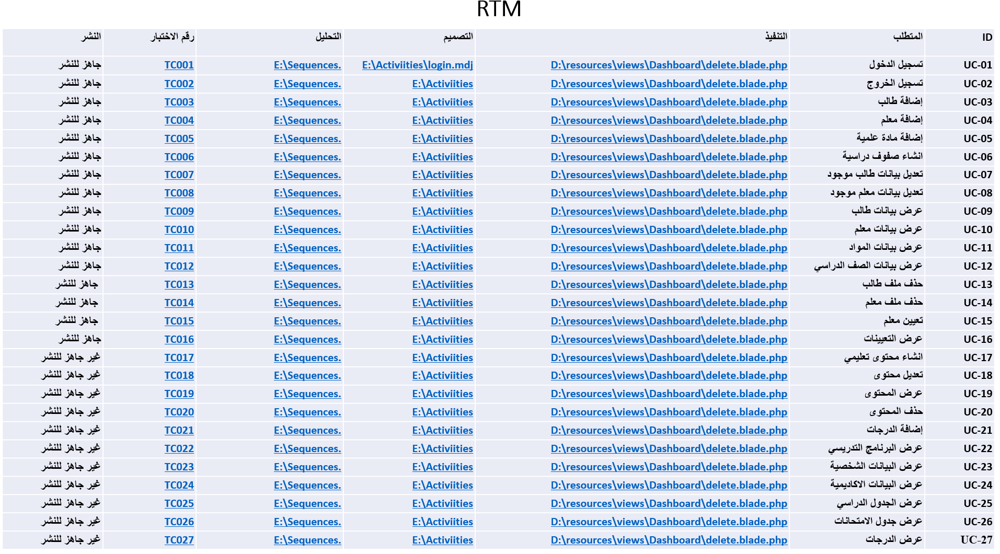 RTM
ID المتطلب التنفيذ التصميم التحليل رقم الاختبار النشر
UC-01 تسجيل الدخول D:\resources\views\Dashboard\delete.blade.php E:\Activiities\login.mdj E:\Sequences. TC001 جاهز للنشر
UC-02 تسجيل الخروج D:\resources\views\Dashboard\delete.blade.php E:\Activiities E:\Sequences. TC002 جاهز للنشر
UC-03 إضافة طالب D:\resources\views\Dashboard\delete.blade.php E:\Activiities E:\Sequences. TC003 جاهز للنشر
UC-04 إضافة معلم D:\resources\views\Dashboard\delete.blade.php E:\Activiities E:\Sequences. TC004 جاهز للنشر
UC-05 إضافة مادة علمية D:\resources\views\Dashboard\delete.blade.php E:\Activiities E:\Sequences. TC005 جاهز للنشر
UC-06 انشاء صفوف دراسية D:\resources\views\Dashboard\delete.blade.php E:\Activiities E:\Sequences. TC006 جاهز للنشر
UC-07 تعديل بيانات طالب موجود D:\resources\views\Dashboard\delete.blade.php E:\Activiities E:\Sequences. TC007 جاهز للنشر
UC-08 تعديل بيانات معلم موجود D:\resources\views\Dashboard\delete.blade.php E:\Activiities E:\Sequences. TC008 جاهز للنشر
UC-09 عرض بيانات طالب D:\resources\views\Dashboard\delete.blade.php E:\Activiities E:\Sequences. TC009 جاهز للنشر
UC-10 عرض بيانات معلم D:\resources\views\Dashboard\delete.blade.php E:\Activiities E:\Sequences. TC010 جاهز للنشر
UC-11 عرض بيانات المواد D:\resources\views\Dashboard\delete.blade.php E:\Activiities E:\Sequences. TC011 جاهز للنشر
UC-12 عرض بيانات الصف الدراسي D:\resources\views\Dashboard\delete.blade.php E:\Activiities E:\Sequences. TC012 جاهز للنشر
UC-13 حذف ملف طالب D:\resources\views\Dashboard\delete.blade.php E:\Activiities E:\Sequences. TC013 جاهز للنشر
UC-14 حذف ملف معلم D:\resources\views\Dashboard\delete.blade.php E:\Activiities E:\Sequences. TC014 جاهز للنشر
UC-15 تعيين معلم D:\resources\views\Dashboard\delete.blade.php E:\Activiities E:\Sequences. TC015 جاهز للنشر
UC-16 عرض التعيينات D:\resources\views\Dashboard\delete.blade.php E:\Activiities E:\Sequences. TC016 جاهز للنشر
UC-17 انشاء محتوى تعليمي D:\resources\views\Dashboard\delete.blade.php E:\Activiities E:\Sequences. TC017 غير جاهز للنشر
UC-18 تعديل محتوى D:\resources\views\Dashboard\delete.blade.php E:\Activiities E:\Sequences. TC018 غير جاهز للنشر
UC-19 عرض المحتوى D:\resources\views\Dashboard\delete.blade.php E:\Activiities E:\Sequences. TC019 غير جاهز للنشر
UC-20 حذف المحتوى D:\resources\views\Dashboard\delete.blade.php E:\Activiities E:\Sequences. TC020 غير جاهز للنشر
UC-21 إضافة الدرجات D:\resources\views\Dashboard\delete.blade.php E:\Activiities E:\Sequences. TC021 غير جاهز للنشر
UC-22 عرض البرنامج التدريسي D:\resources\views\Dashboard\delete.blade.php E:\Activiities E:\Sequences. TC022 غير جاهز للنشر
UC-23 عرض البيانات الشخصية D:\resources\views\Dashboard\delete.blade.php E:\Activiities E:\Sequences. TC023 غير جاهز للنشر
UC-24 عرض البيانات الاكاديمية D:\resources\views\Dashboard\delete.blade.php E:\Activiities E:\Sequences. TC024 غير جاهز للنشر
UC-25 عرض الجدول الدراسي D:\resources\views\Dashboard\delete.blade.php E:\Activiities E:\Sequences. TC025 غير جاهز للنشر
UC-26 عرض جدول الامتحانات D:\resources\views\Dashboard\delete.blade.php E:\Activiities E:\Sequences. TC026 غير جاهز للنشر
UC-27 عرض الدرجات D:\resources\views\Dashboard\delete.blade.php E:\Activiities E:\Sequences. TC027 غير جاهز للنشر